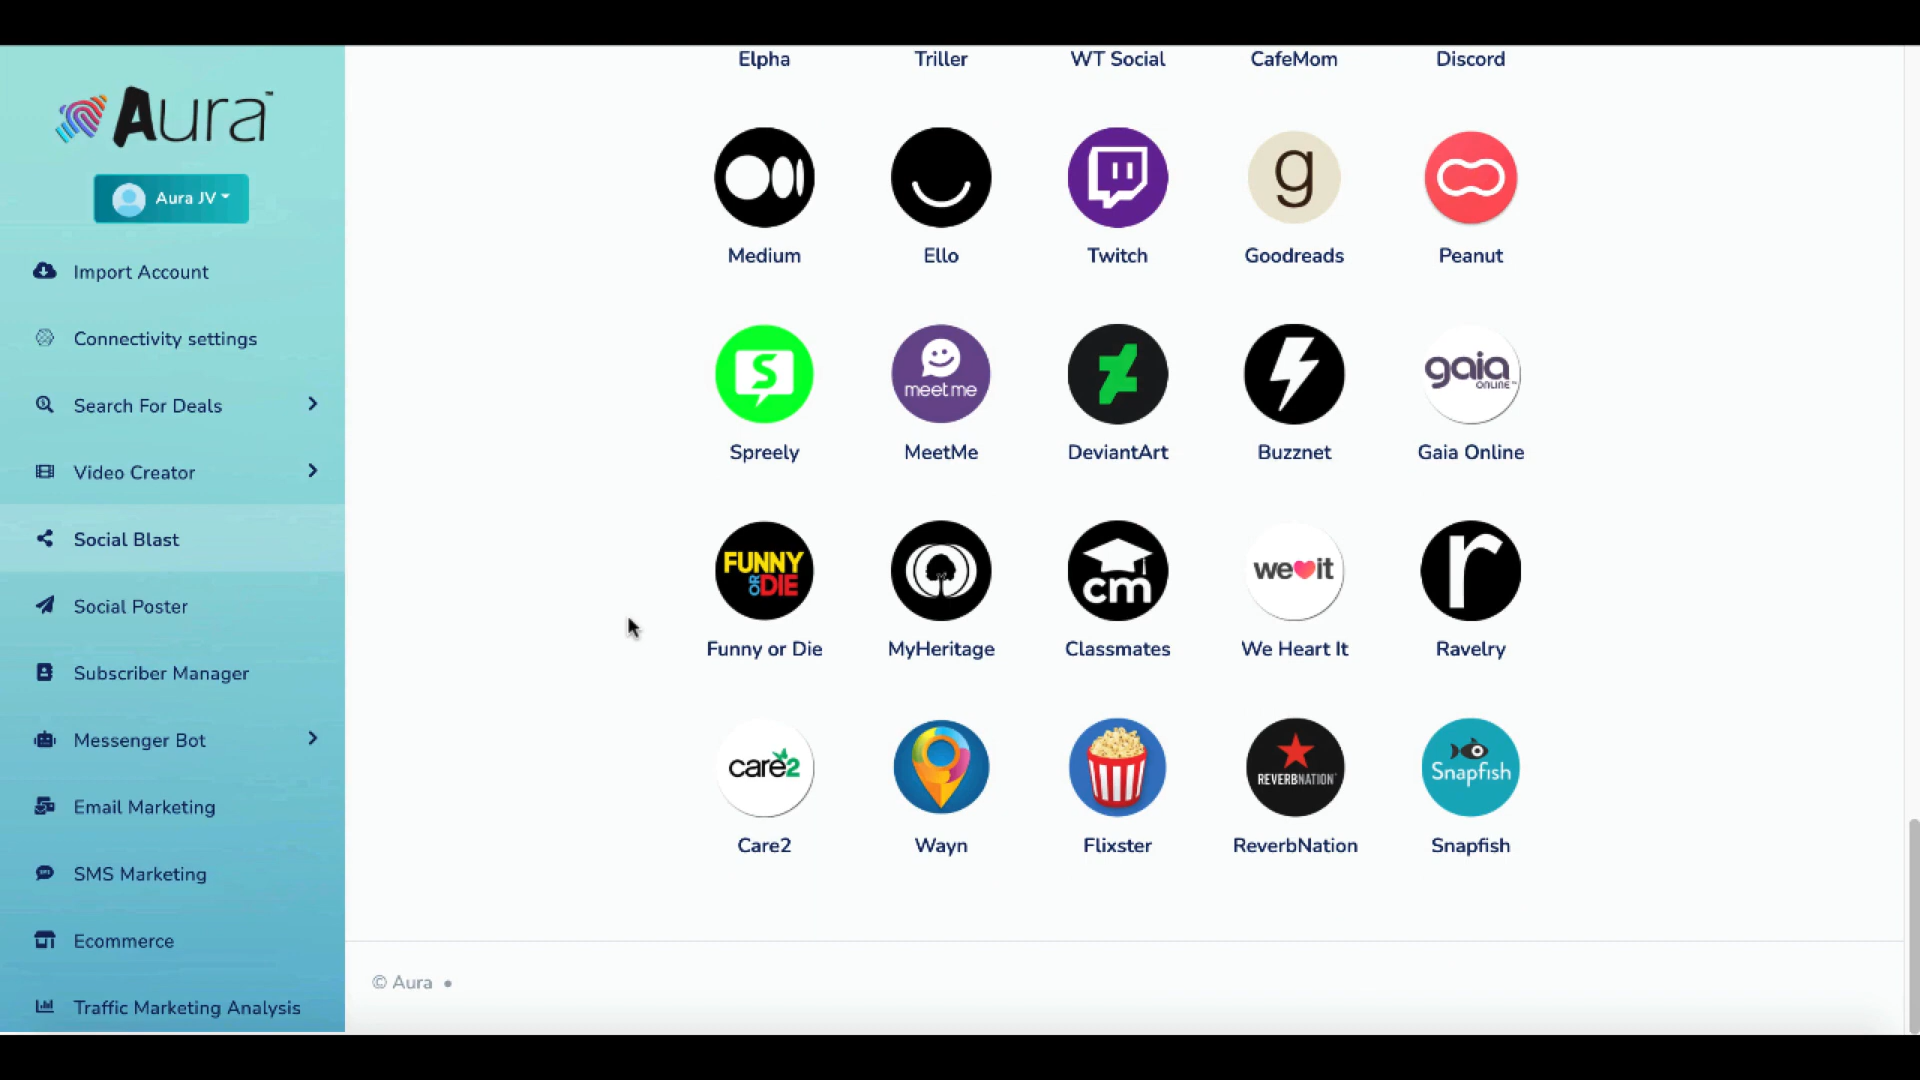 Aura™
Aura JV
Import Account
Connectivity settings
Search For Deals
Video Creator
Social Blast
Social Poster
Subscriber Manager
Messenger Bot
Email Marketing
SMS Marketing
Ecommerce
Traffic Marketing Analysis
Elpha Triller WT Social CafeMom Discord
g
Medium Ello Twitch Goodreads Peanut
S meet me gaia ONLINE™
Spreely MeetMe DeviantArt Buzznet Gaia Online
FUNNY OR DIE cm we it r
Funny or Die MyHeritage Classmates We Heart It Ravelry
care2 REVERBNATION Snapfish
Care2 Wayn Flixster ReverbNation Snapfish
© Aura •